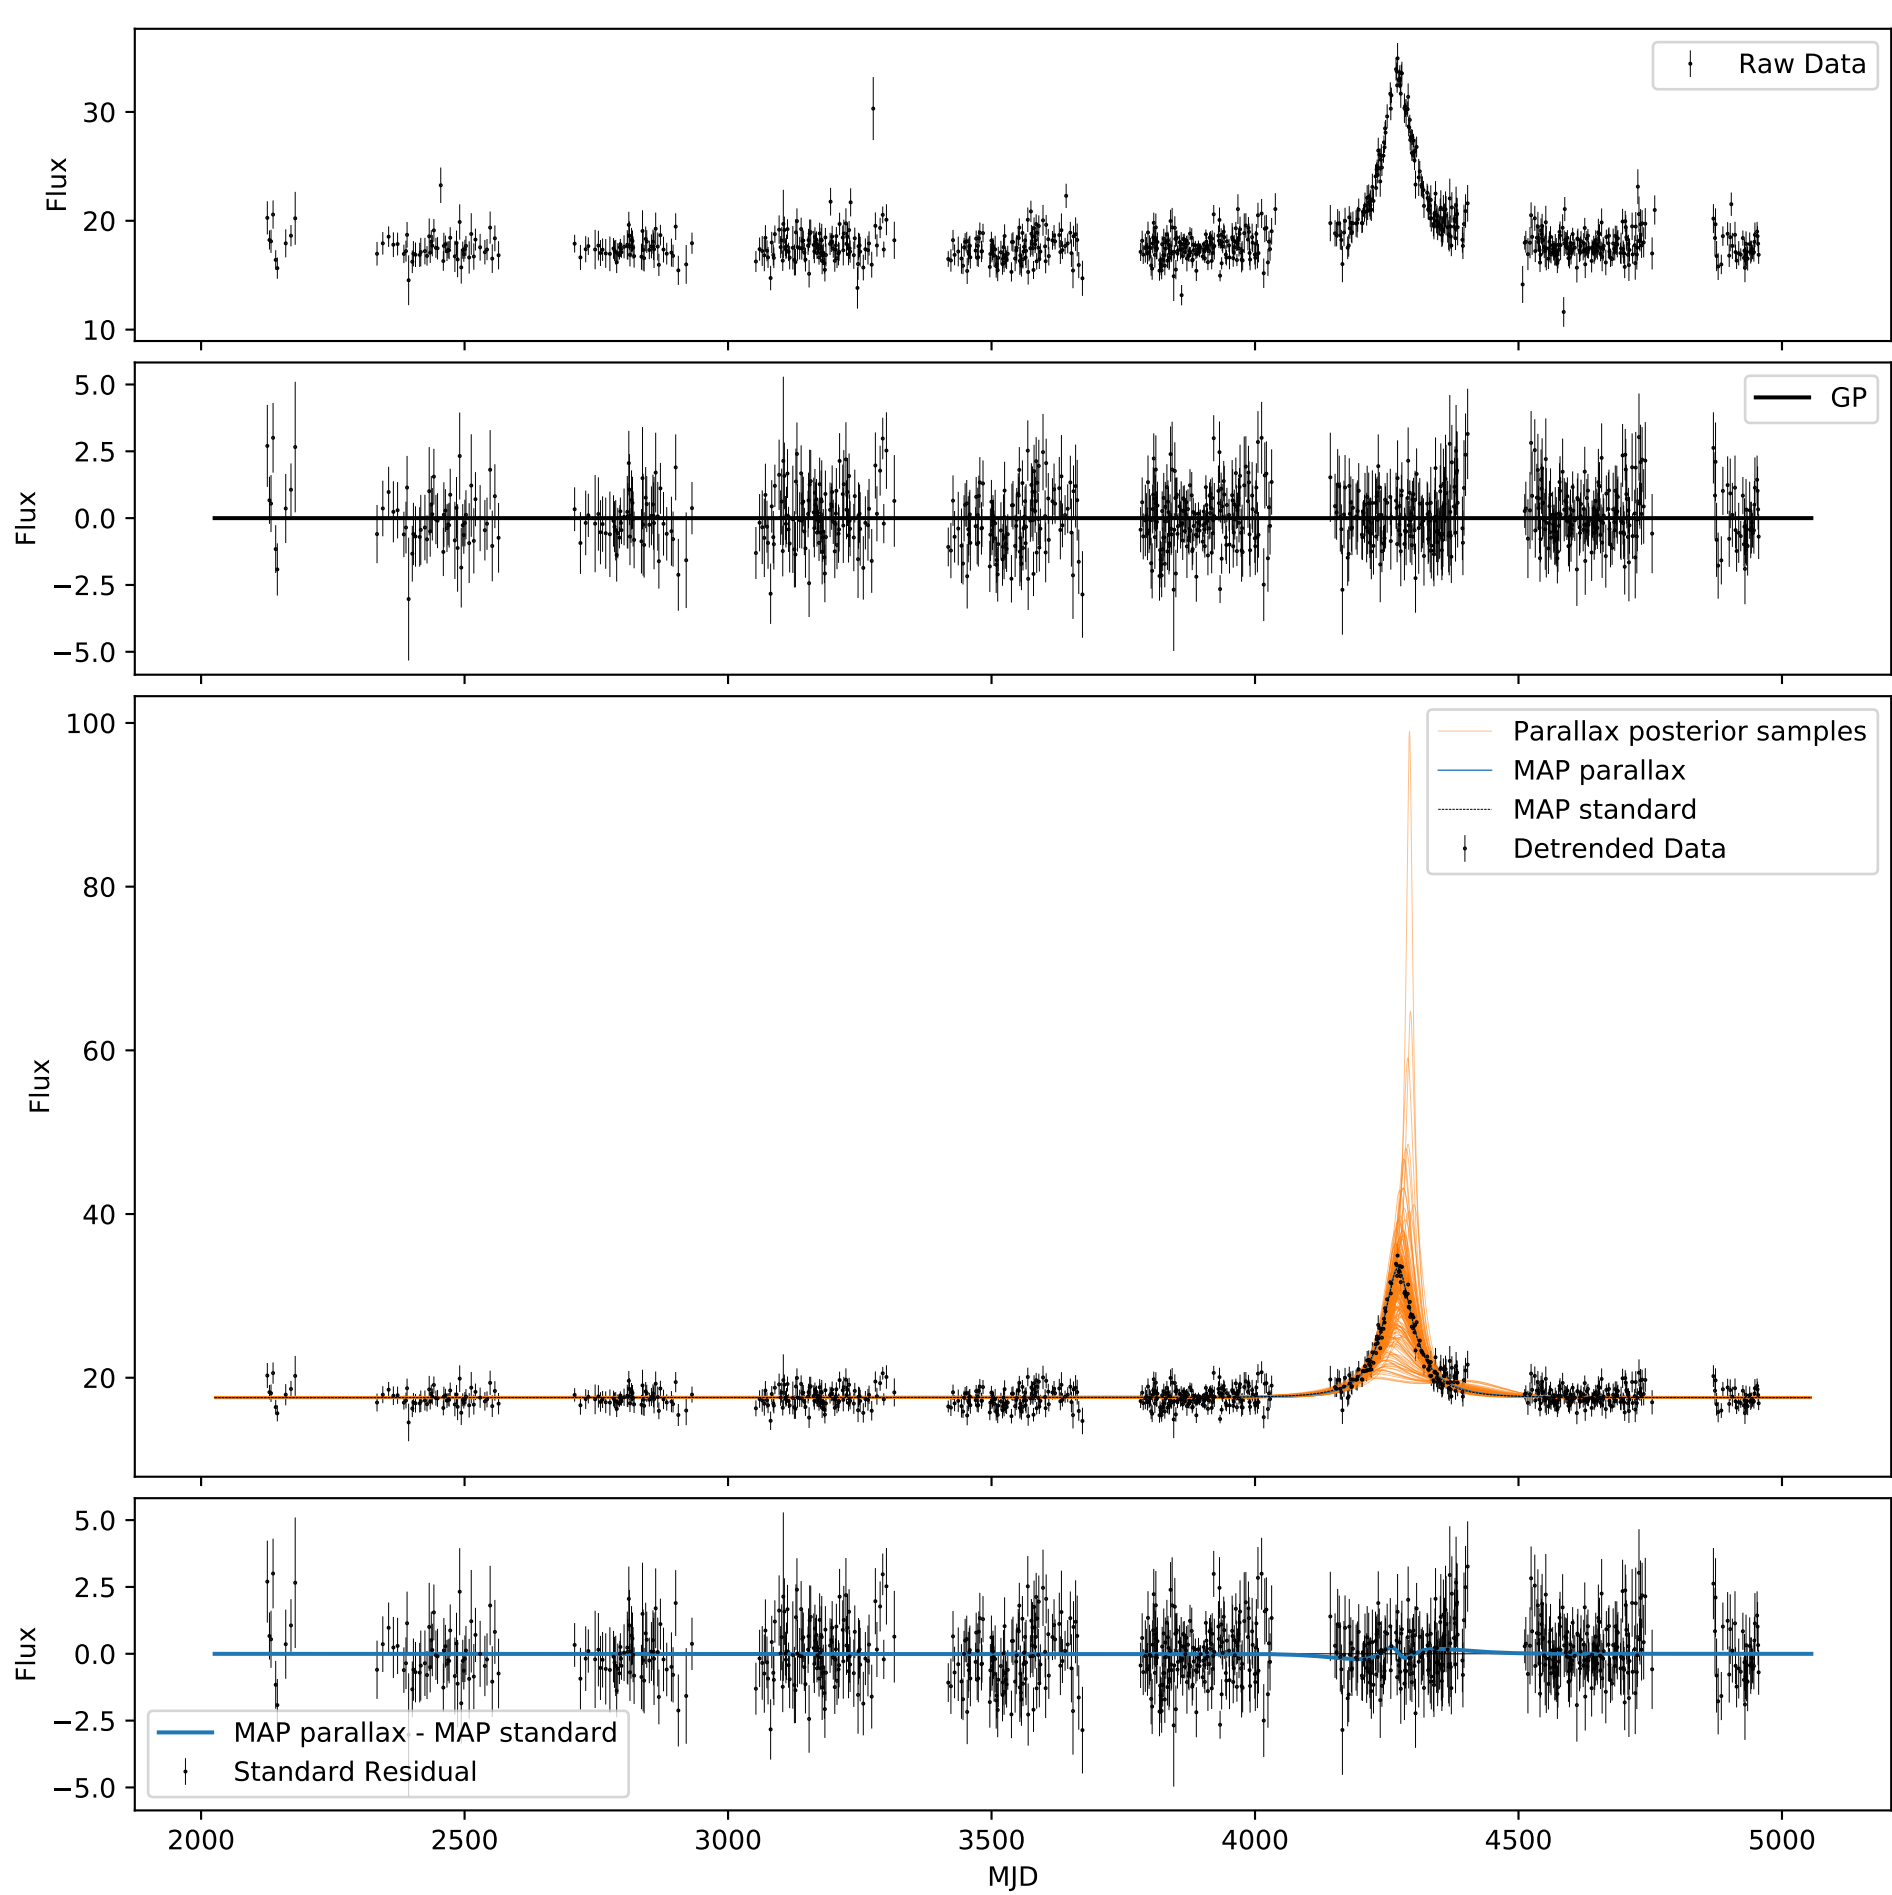 Raw Data
30
20
10
Flux
GP
5.0
2.5
0.0
−2.5
−5.0
Flux
Parallax posterior samples
MAP parallax
MAP standard
Detrended Data
100
80
60
40
20
Flux
5.0
2.5
0.0
−2.5
−5.0
Flux
MAP parallax - MAP standard
Standard Residual
2000 2500 3000 3500 4000 4500 5000
MJD